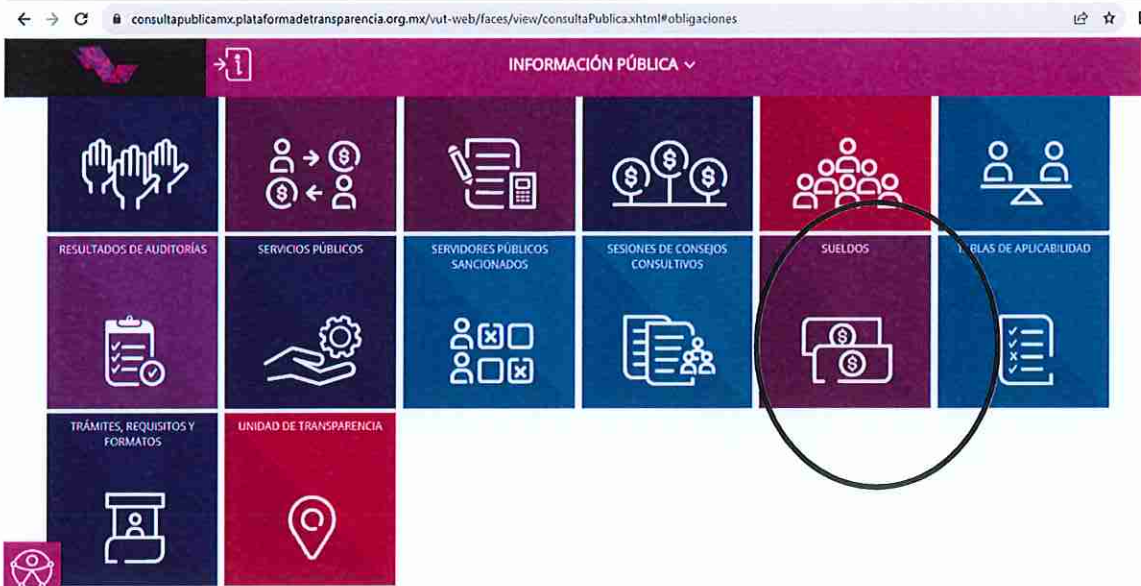 consultapublicamx.plataformadetransparencia.org.mx/vut-web/faces/view/consultaPublica.xhtml#obligaciones
INFORMACIÓN PÚBLICA
RESULTADOS DE AUDITORÍAS
SERVICIOS PÚBLICOS
SERVIDORES PÚBLICOS
SANCIONADOS
SESIONES DE CONSEJOS
CONSULTIVOS
SUELDOS
TABLAS DE APLICABILIDAD
TRÁMITES, REQUISITOS Y
FORMATOS
UNIDAD DE TRANSPARENCIA